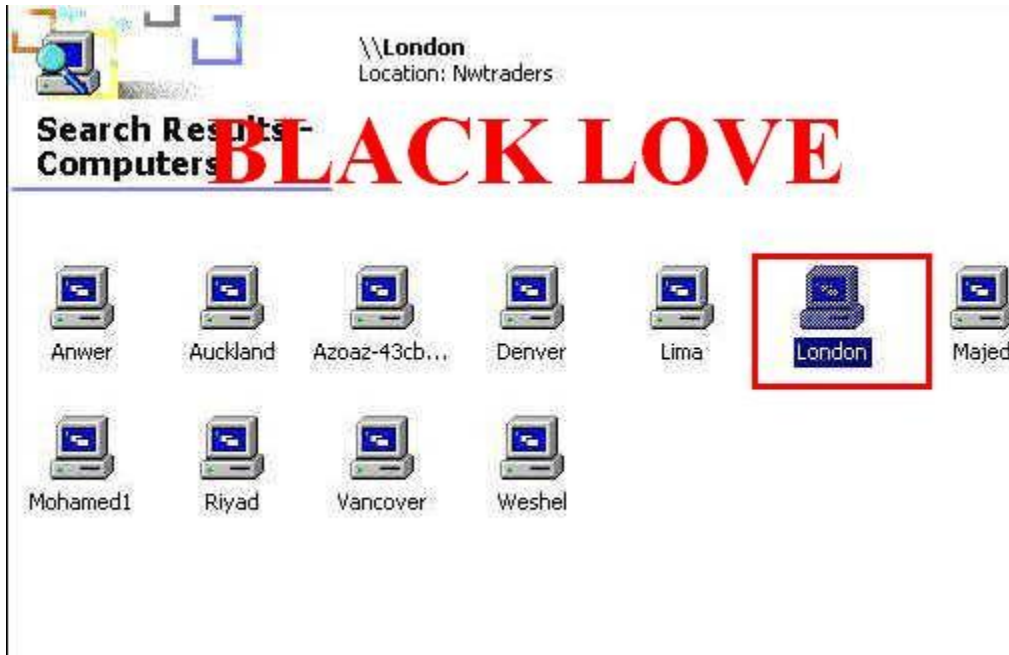 \\London
Location: Nwtraders
Search Results -
Computers
BLACK LOVE
Anwer Auckland Azoaz-43cb... Denver Lima London Majed
Mohamed1 Riyad Vancover Weshel